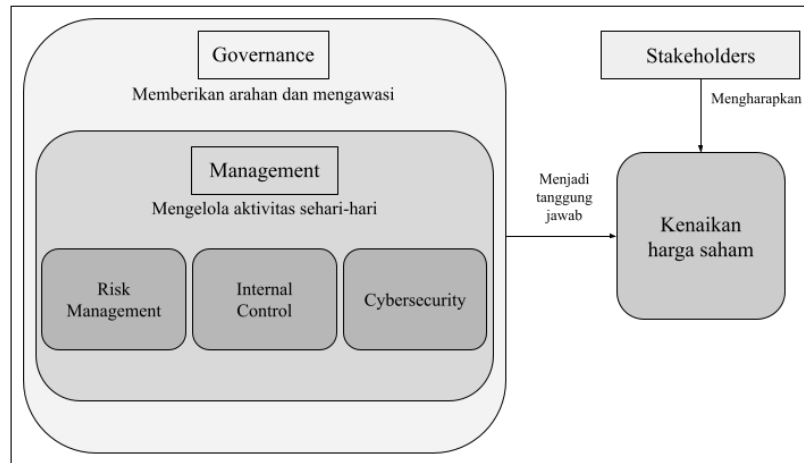 Governance
Memberikan arahan dan mengawasi
Management
Mengelola aktivitas sehari-hari
Risk
Management
Internal
Control
Cybersecurity
Menjadi
tanggung
jawab
Stakeholders
Mengharapkan
Kenaikan
harga saham